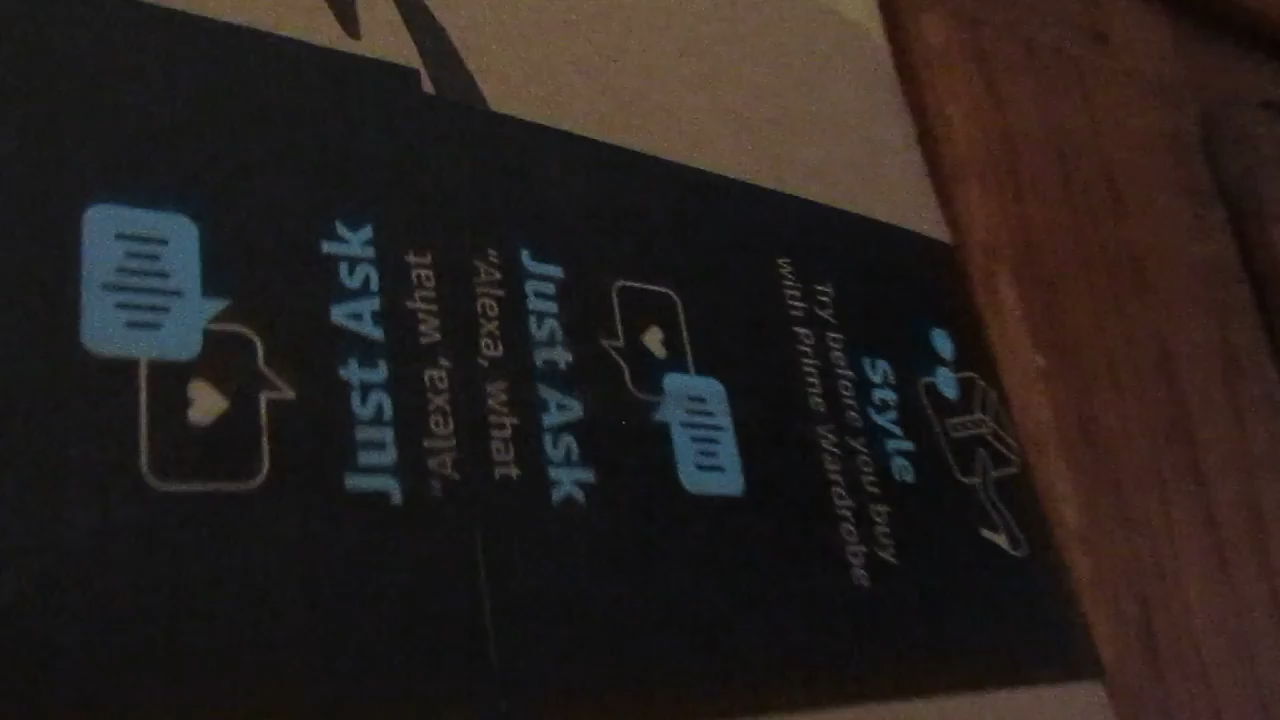 Just Ask
"Alexa, what
Just Ask
"Alexa, what
Style
Try before you buy
with Prime Wardrobe